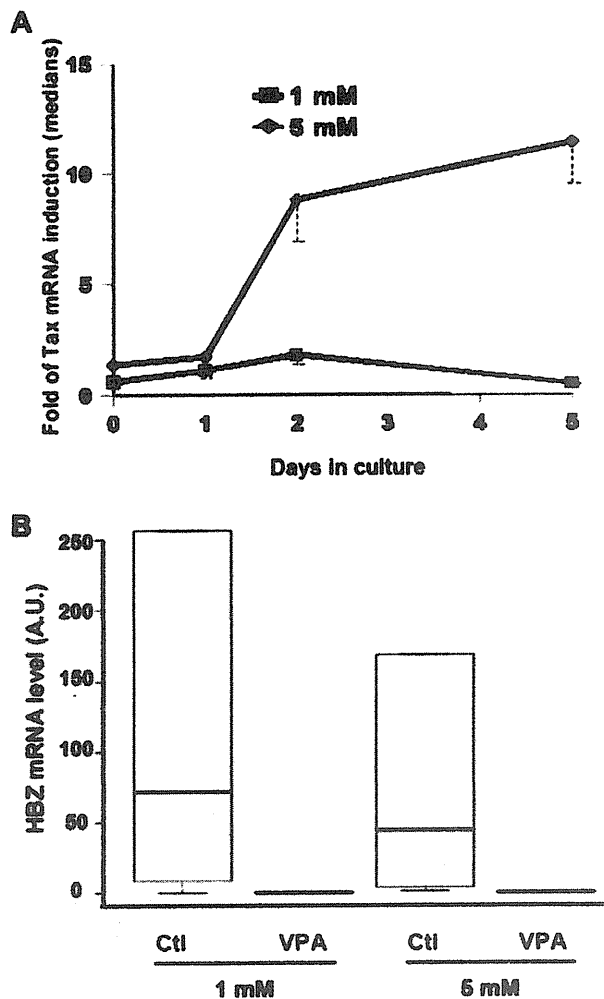 A
Fold of Tax mRNA induction (medians)
15
10
5
0
1 mM
5 mM
0 1 2 3 4 5
Days in culture
B
HBZ mRNA level (A.U.)
250
200
150
100
50
0
Ctl VPA Ctl VPA
1 mM 5 mM